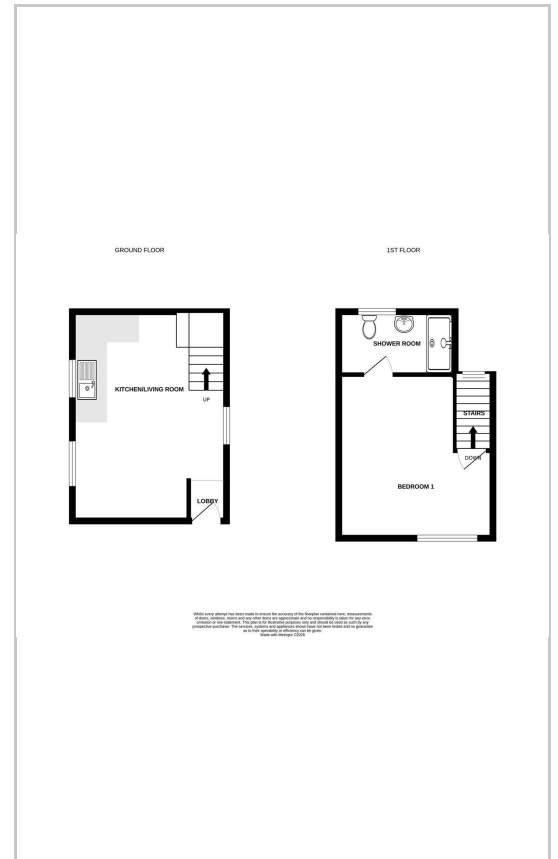 GROUND FLOOR
1ST FLOOR
KITCHEN/LIVING ROOM
UP
LOBBY
SHOWER ROOM
STAIRS
DOWN
BEDROOM 1
Whilst every attempt has been made to ensure the accuracy of the floorplan contained here, measurements
of doors, windows, rooms and any other items are approximate and no responsibility is taken for any error,
omission or mis-statement. This plan is for illustrative purposes only and should be used as such by any
prospective purchaser. The services, systems and appliances shown have not been tested and no guarantee
as to their operability or efficiency can be given.
Made with Metropix ©2026